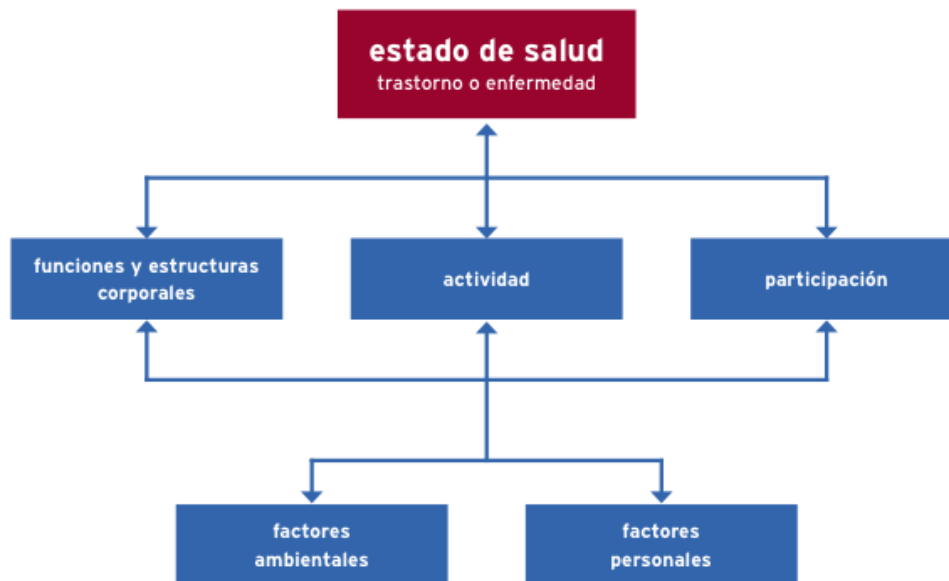 estado de salud
trastorno o enfermedad
funciones y estructuras
corporales
actividad
participación
factores
ambientales
factores
personales